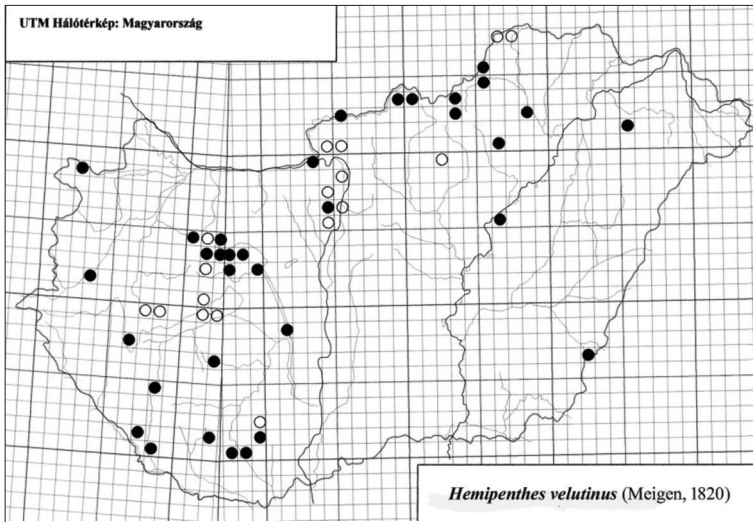 UTM Hálótérkép: Magyarország
Hemipenthes velutinus (Meigen, 1820)